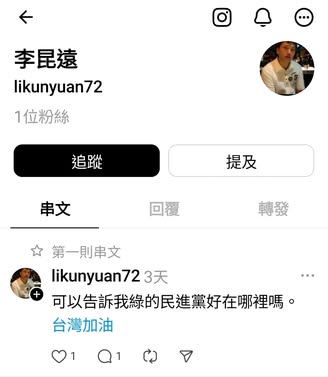 李昆遠
likunyuan72
1位粉絲
追蹤
提及
串文
回覆
轉發
第一則串文
likunyuan72 3天
可以告訴我綠的民進黨好在哪裡嗎。
台灣加油
1
1